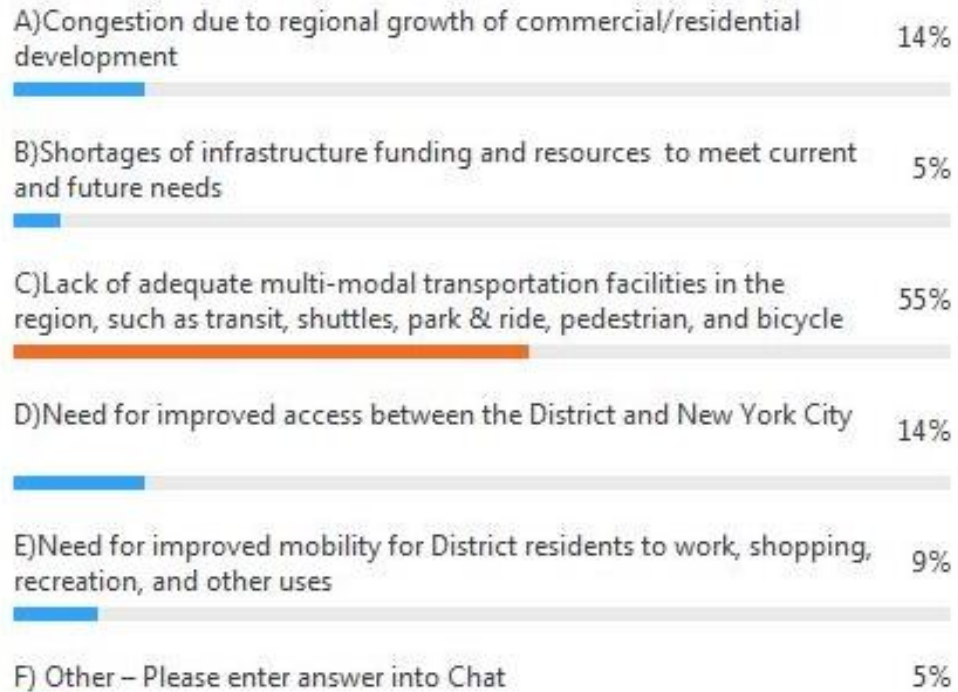 A)Congestion due to regional growth of commercial/residential
development
14%
B)Shortages of infrastructure funding and resources  to meet current
and future needs
5%
C)Lack of adequate multi-modal transportation facilities in the
region, such as transit, shuttles, park & ride, pedestrian, and bicycle
55%
D)Need for improved access between the District and New York City
14%
E)Need for improved mobility for District residents to work, shopping,
recreation, and other uses
9%
F) Other – Please enter answer into Chat
5%